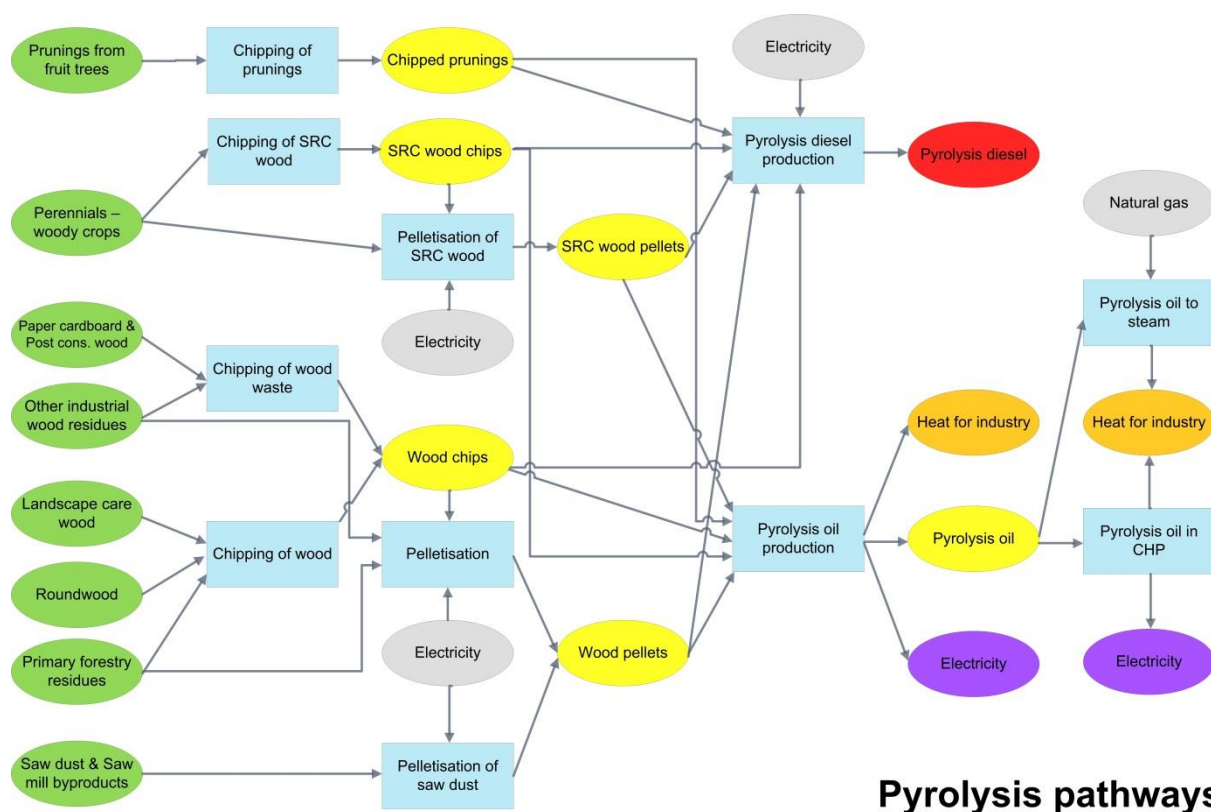 Prunings from
fruit trees
Chipping of
prunings
Chipped prunings
Electricity
Chipping of SRC
wood
SRC wood chips
Pyrolysis diesel
production
Pyrolysis diesel
Perennials –
woody crops
Pelletisation of
SRC wood
SRC wood pellets
Natural gas
Paper cardboard &
Post cons. wood
Electricity
Pyrolysis oil to
steam
Chipping of wood
waste
Other industrial
wood residues
Wood chips
Heat for industry
Heat for industry
Landscape care
wood
Chipping of wood
Pelletisation
Pyrolysis oil
production
Pyrolysis oil
Pyrolysis oil in
CHP
Roundwood
Primary forestry
residues
Electricity
Wood pellets
Electricity
Electricity
Saw dust & Saw
mill byproducts
Pelletisation of
saw dust
Pyrolysis pathways